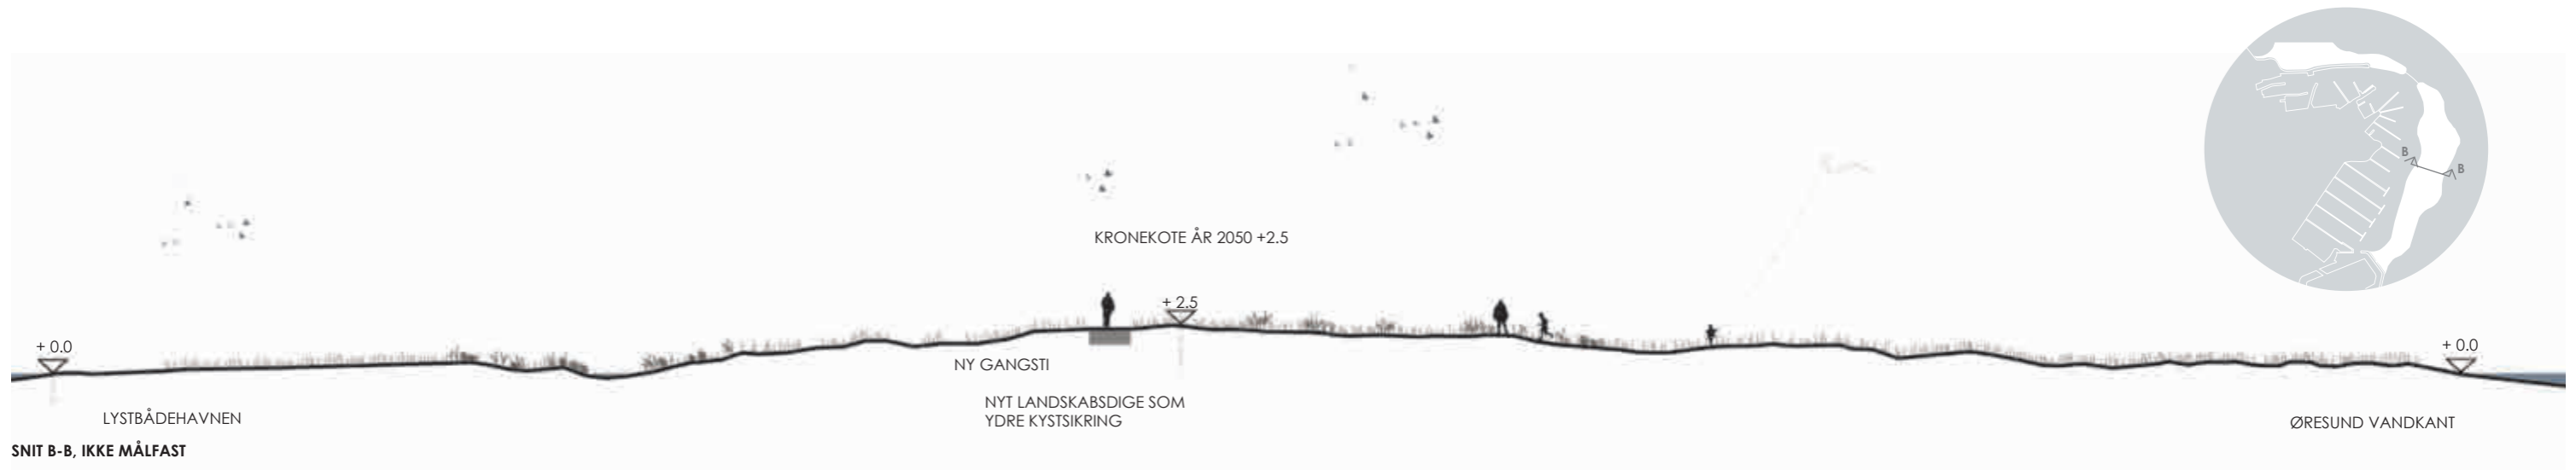 B
B
KRONEKOTE ÅR 2050 +2.5
+ 2.5
+ 0.0
+ 0.0
NY GANGSTI
NYT LANDSKABSDIGE SOM
YDRE KYSTSIKRING
LYSTBÅDEHAVNEN
ØRESUND VANDKANT
SNIT B-B, IKKE MÅLFAST